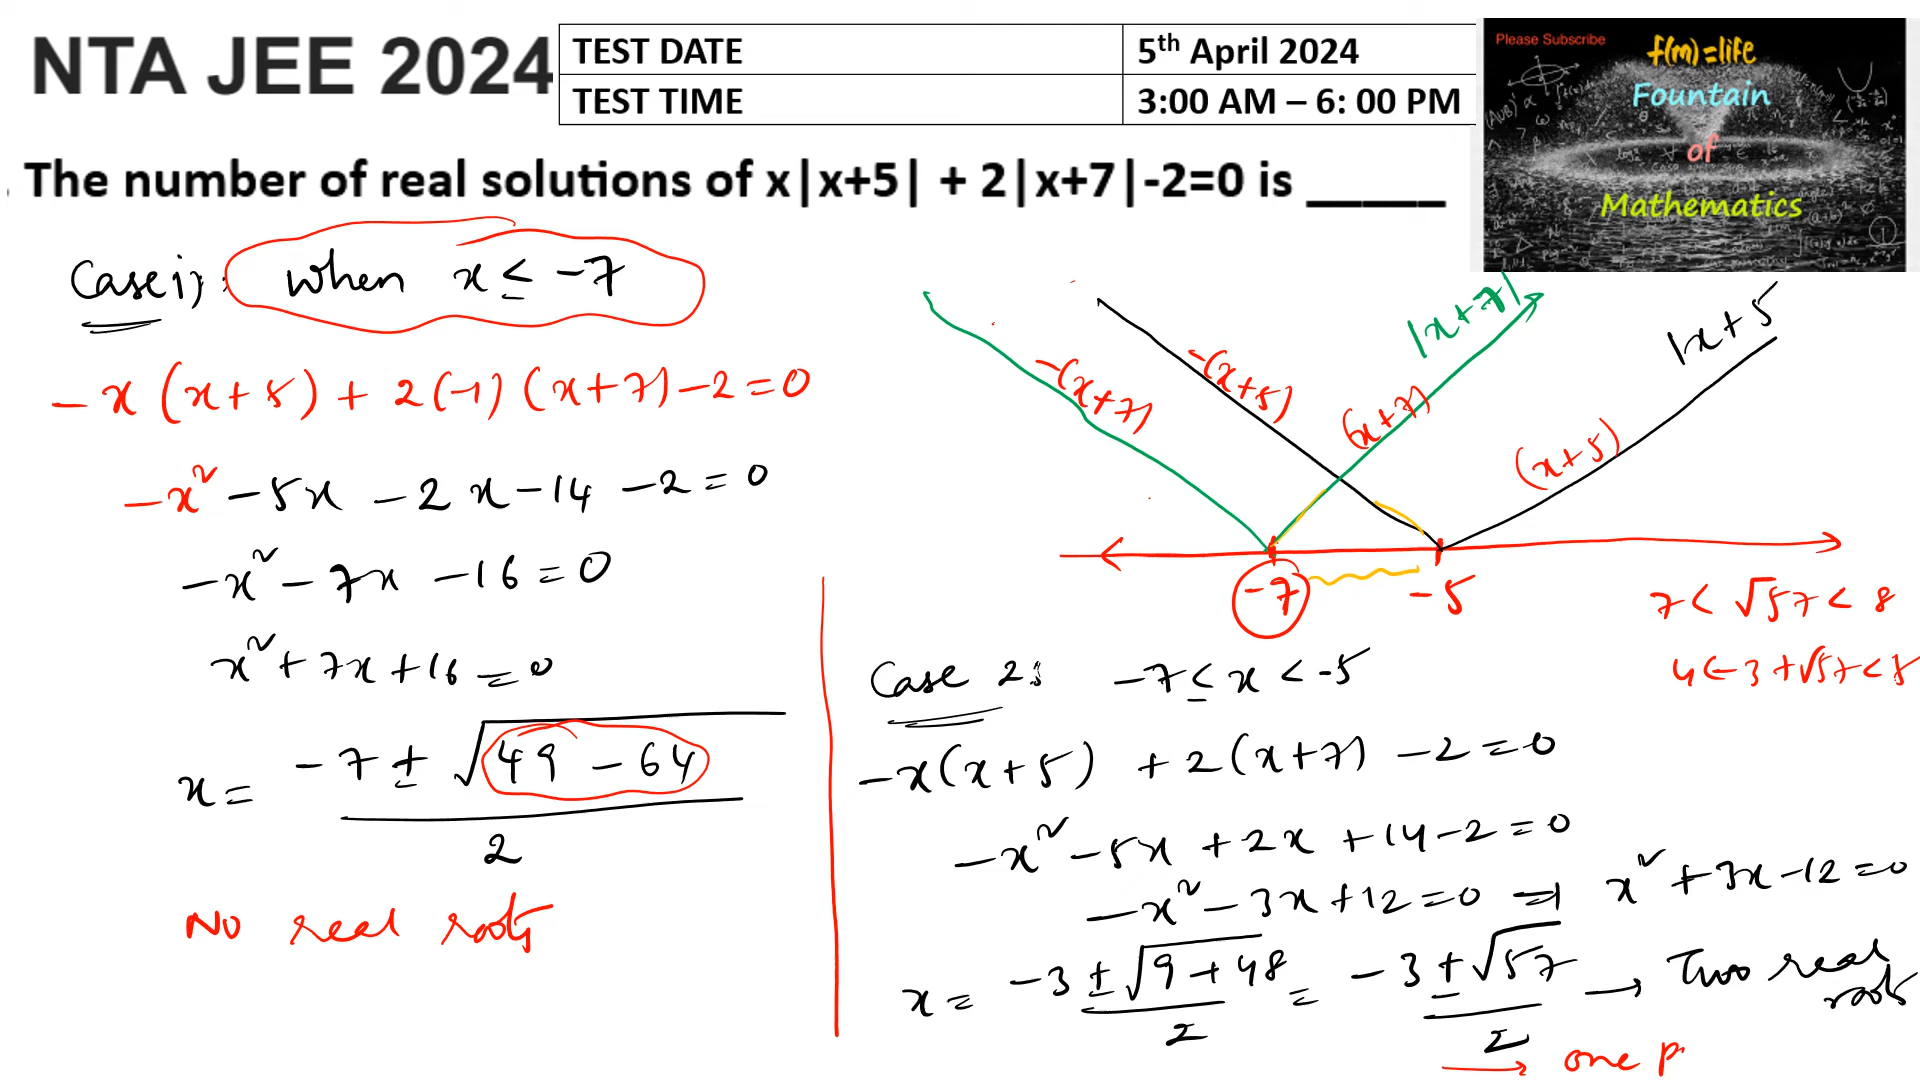 NTA JEE 2024
TEST DATE 5th April 2024
TEST TIME 3:00 AM – 6: 00 PM
Please Subscribe
f(m)=life
Fountain
of
Mathematics
The number of real solutions of x|x+5| + 2|x+7|-2=0 is _____
Case i); when x ≤ -7
-x(x+5) + 2(-1)(x+7)-2=0
-x² -5x -2x-14 -2=0
-x² -7x -16=0
x²+7x+16=0
x= -7 ± √49-64 / 2
No real roots
|x+7|
|x+5
-(x+7)
-(x+5)
(x+7)
(x+5)
-7
-5
7 < √57 < 8
4 < -3 + √57 < 5
Case 2: -7 ≤ x < -5
-x(x+5) + 2(x+7) -2=0
-x² -5x +2x +14-2=0
-x² -3x+12=0 ⇒ x²+3x-12=0
x= -3 ± √9+48 / 2 = -3 ± √57 / 2 → Two real roots
→ one p